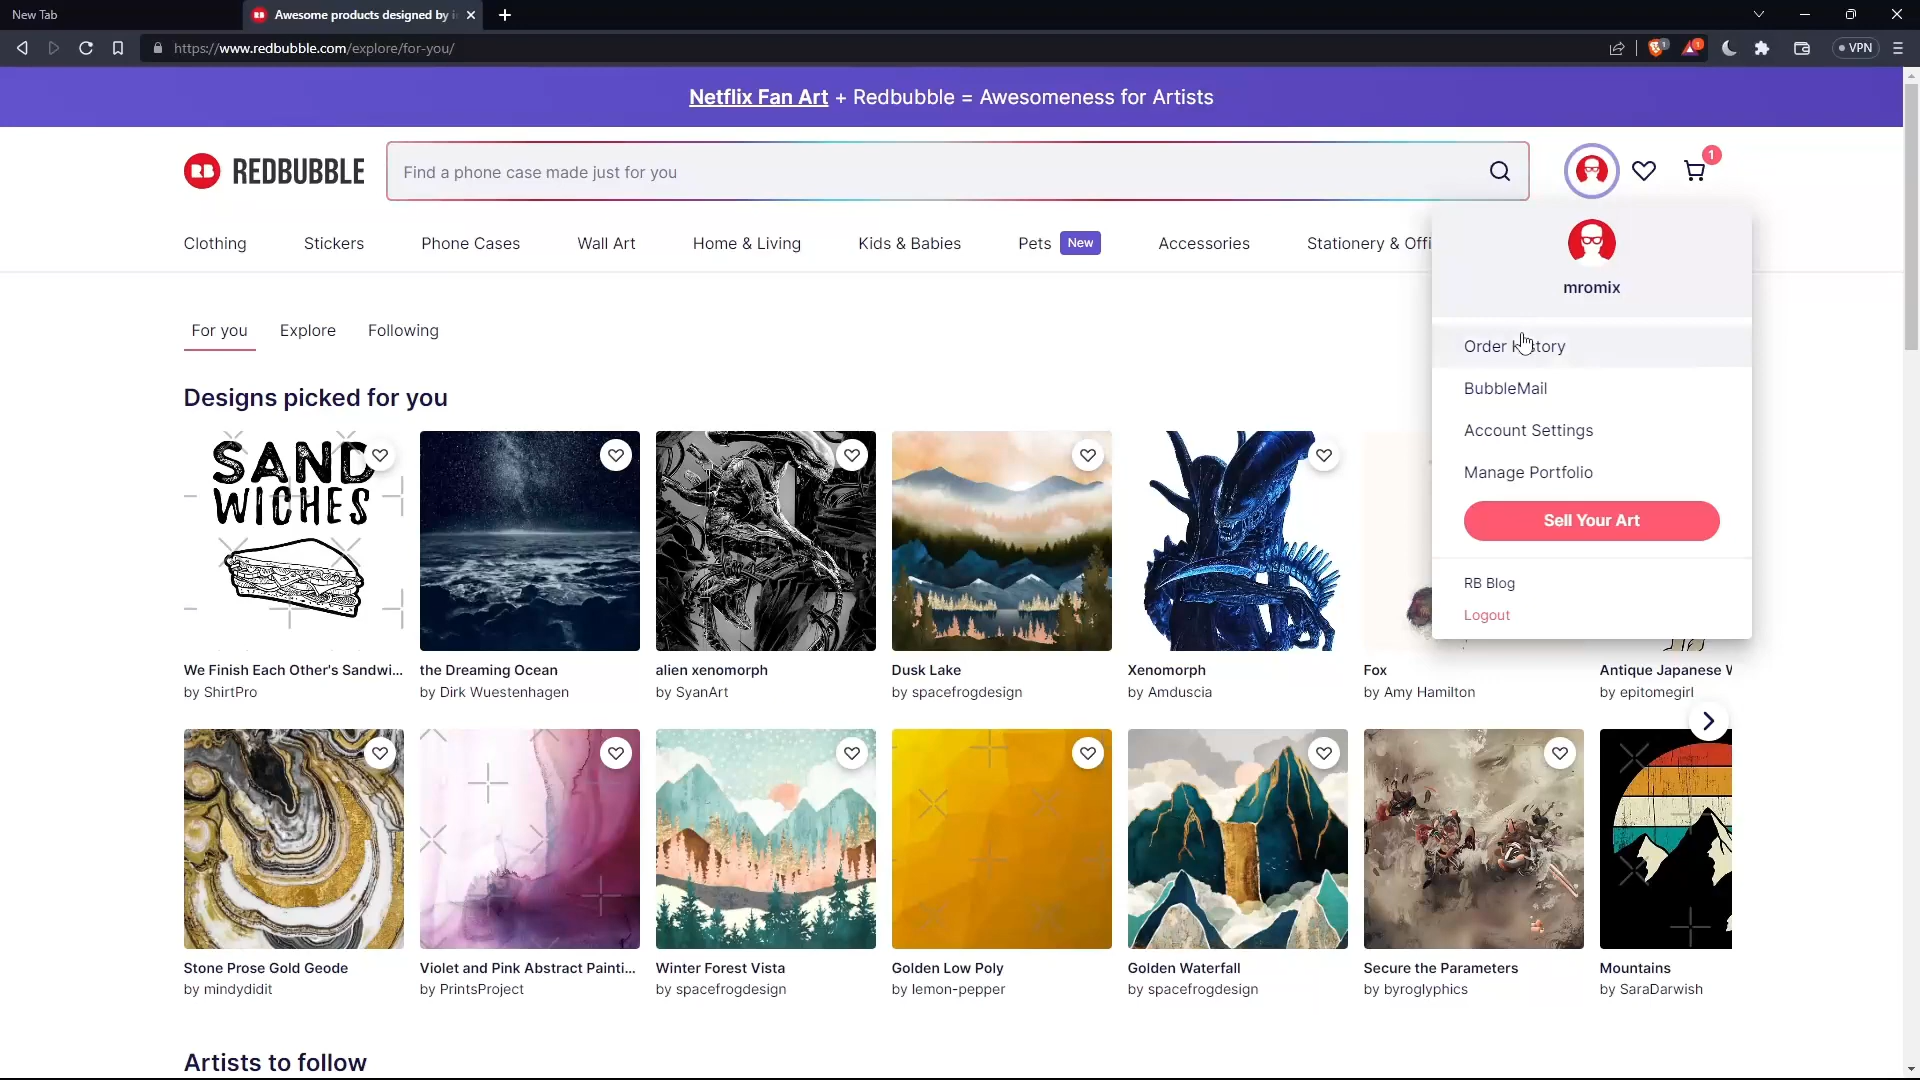 New Tab
Awesome products designed by i
https://www.redbubble.com/explore/for-you/
1
1
VPN
Netflix Fan Art + Redbubble = Awesomeness for Artists
RB REDBUBBLE
Find a phone case made just for you
1
Clothing
Stickers
Phone Cases
Wall Art
Home & Living
Kids & Babies
Pets New
Accessories
Stationery & Offi
mromix
Order History
BubbleMail
Account Settings
Manage Portfolio
Sell Your Art
RB Blog
Logout
For you
Explore
Following
Designs picked for you
SAND
WICHES
We Finish Each Other's Sandwi...
by ShirtPro
the Dreaming Ocean
by Dirk Wuestenhagen
alien xenomorph
by SyanArt
Dusk Lake
by spacefrogdesign
Xenomorph
by Amduscia
Fox
by Amy Hamilton
Antique Japanese
by epitomegirl
Stone Prose Gold Geode
by mindydidit
Violet and Pink Abstract Painti...
by PrintsProject
Winter Forest Vista
by spacefrogdesign
Golden Low Poly
by lemon-pepper
Golden Waterfall
by spacefrogdesign
Secure the Parameters
by byroglyphics
Mountains
by SaraDarwish
Artists to follow